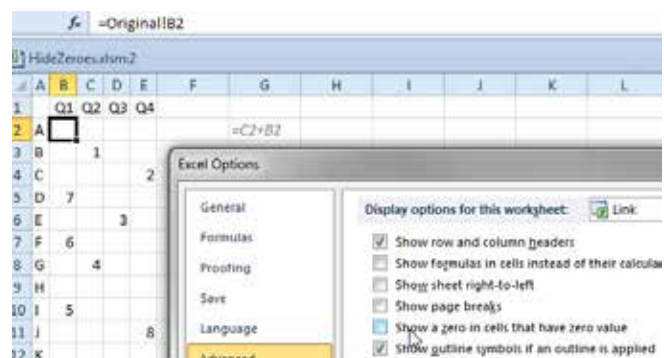 fx =Original!B2
HideZeroes.xlsm:2
A B C D E F G H I J K L
1 Q1 Q2 Q3 Q4
2 A =C2+B2
3 B 1
4 C 2
5 D 7
6 E 3
7 F 6
8 G 4
9 H
10 I 5
11 J 8
12 K
Excel Options
General
Formulas
Proofing
Save
Language
Advanced
Display options for this worksheet: Link
Show row and column headers
Show formulas in cells instead of their calcula
Show sheet right-to-left
Show page breaks
Show a zero in cells that have zero value
Show outline symbols if an outline is applied